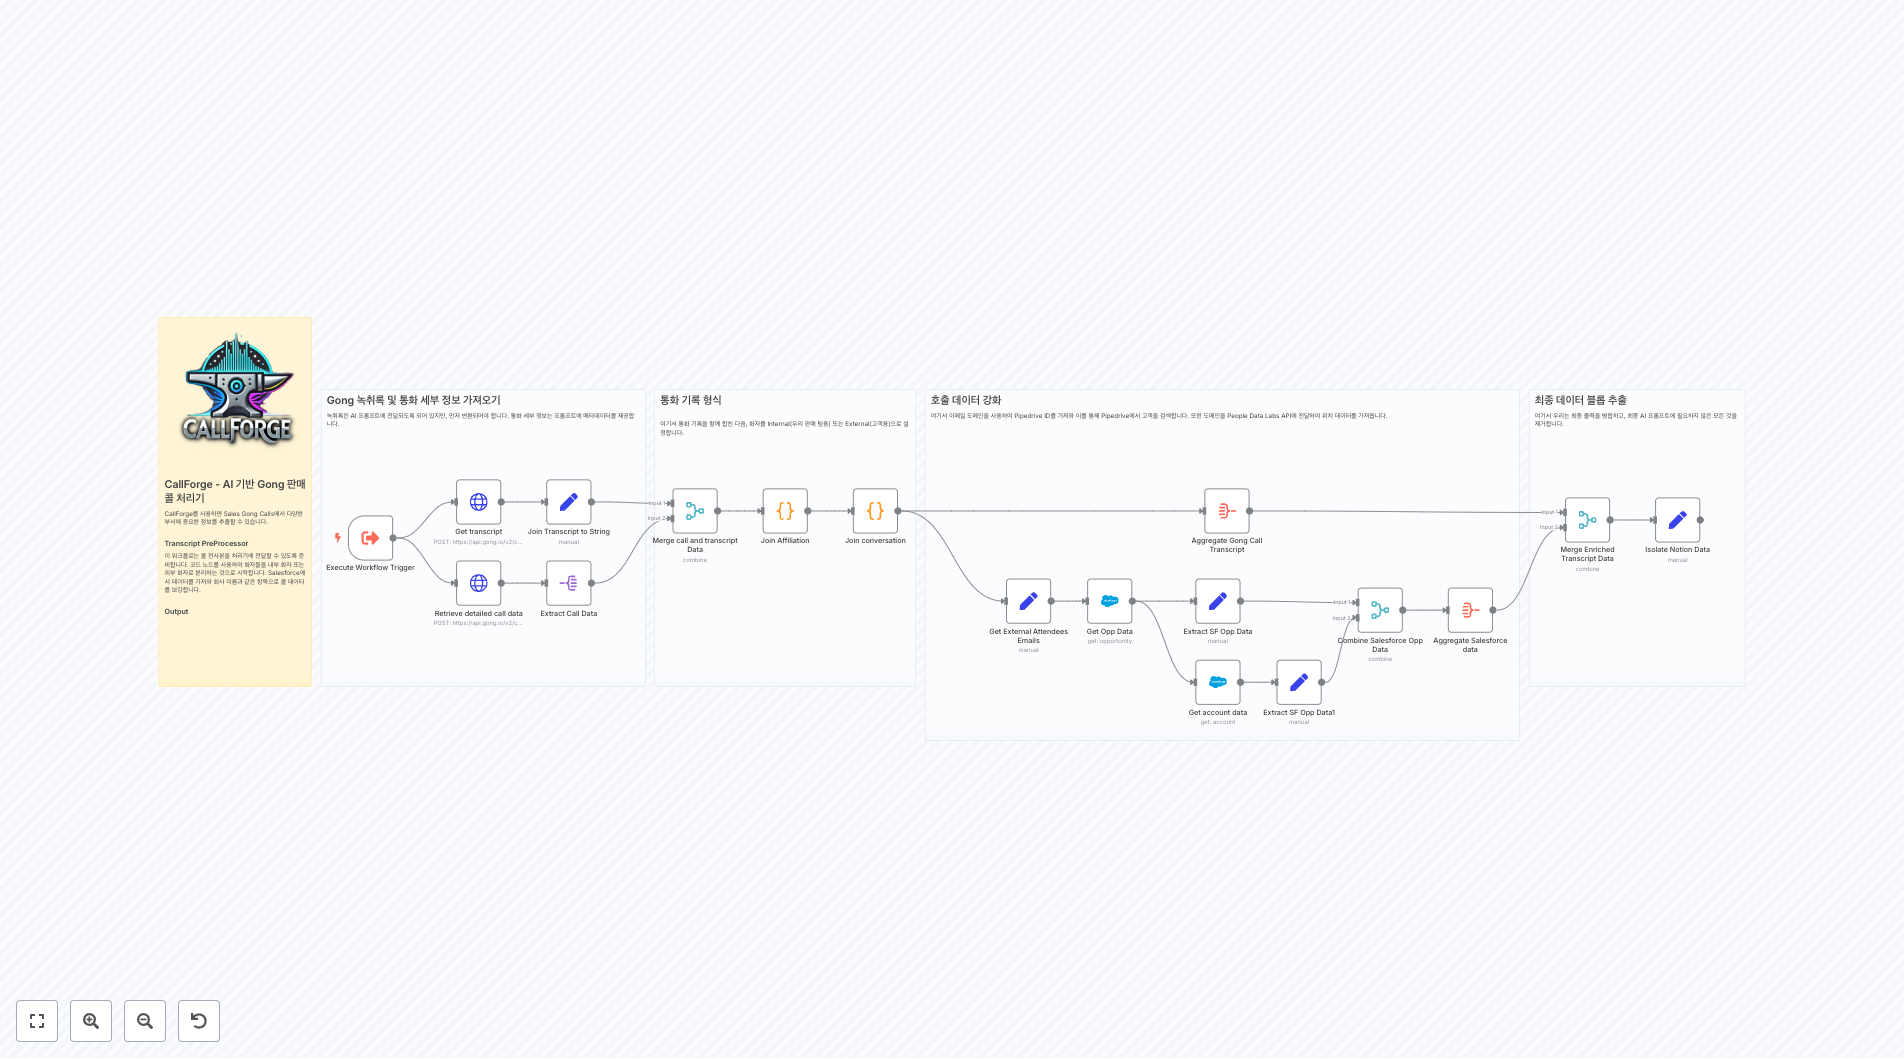 CALLFORGE
CallForge - AI 기반 Gong 판매
콜 처리기
CallForge를 사용하면 Sales Gong Calls에서 다양한
부서에 중요한 정보를 추출할 수 있습니다.
Transcript PreProcessor
이 워크플로는 콜 전사본을 처리기에 전달할 수 있도록 준
비합니다. 코드 노드를 사용하여 화자들을 내부 화자 또는
외부 화자로 분리하는 것으로 시작합니다. Salesforce에
서 데이터를 가져와 회사 이름과 같은 항목으로 콜 데이터
를 보강합니다.
Output
Gong 녹취록 및 통화 세부 정보 가져오기
녹취록은 AI 프롬프트에 전달되도록 되어 있지만, 먼저 변환되어야 합니다. 통화 세부 정보는 프롬프트에 메타데이터를 제공합
니다.
Execute Workflow Trigger
Get transcript
POST: https://api.gong.io/v2/c...
Join Transcript to String
manual
Retrieve detailed call data
POST: https://api.gong.io/v2/c...
Extract Call Data
통화 기록 형식
여기서 통화 기록을 함께 합친 다음, 화자를 Internal(우리 판매 팀용) 또는 External(고객용)으로 설
정합니다.
Input 1
Input 2
Merge call and transcript
Data
combine
Join Affiliation
Join conversation
호출 데이터 강화
여기서 이메일 도메인을 사용하여 Pipedrive ID를 가져와 이를 통해 Pipedrive에서 고객을 검색합니다. 또한 도메인을 People Data Labs API에 전달하여 위치 데이터를 가져옵니다.
Aggregate Gong Call
Transcript
Get External Attendees
Emails
manual
Get Opp Data
get: opportunity
Extract SF Opp Data
manual
Get account data
get: account
Extract SF Opp Data1
manual
Input 1
Input 2
Combine Salesforce Opp
Data
combine
Aggregate Salesforce
data
최종 데이터 블롭 추출
여기서 우리는 최종 출력을 병합하고, 최종 AI 프롬프트에 필요하지 않은 모든 것을
제거합니다.
Input 1
Input 2
Merge Enriched
Transcript Data
combine
Isolate Notion Data
manual